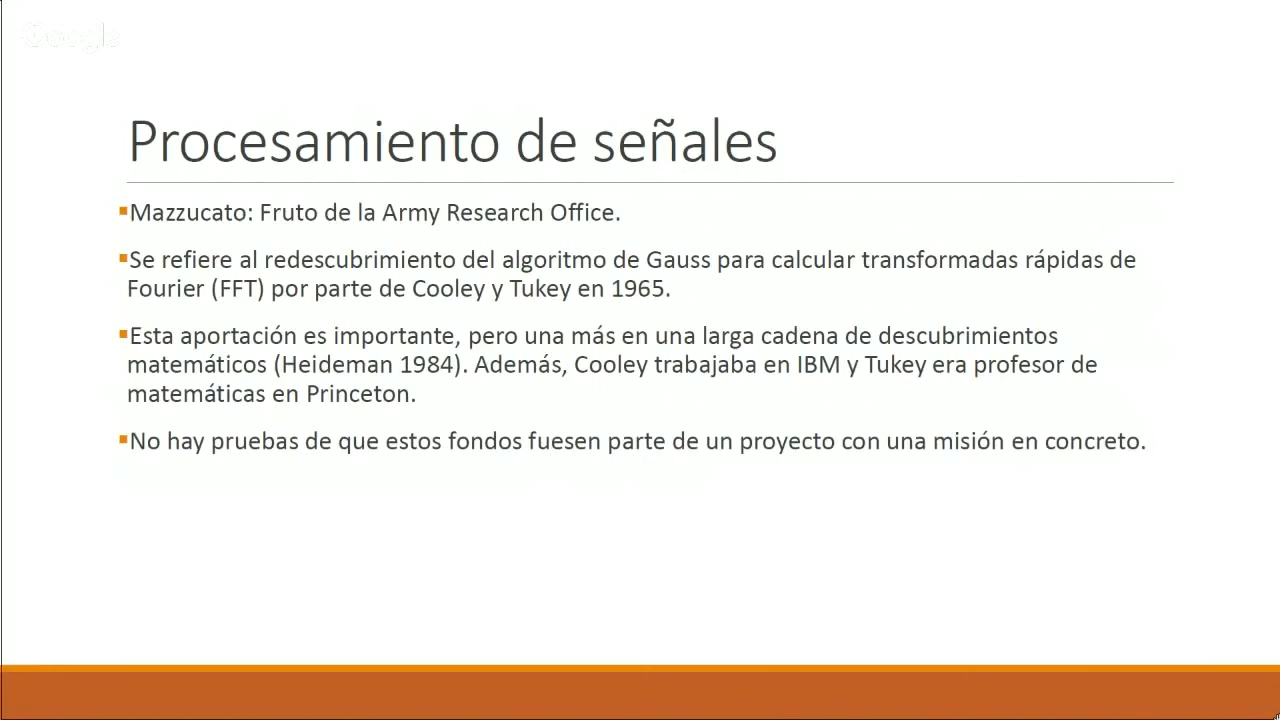 Google
Procesamiento de señales
▪Mazzucato: Fruto de la Army Research Office.
▪Se refiere al redescubrimiento del algoritmo de Gauss para calcular transformadas rápidas de
Fourier (FFT) por parte de Cooley y Tukey en 1965.
▪Esta aportación es importante, pero una más en una larga cadena de descubrimientos
matemáticos (Heideman 1984). Además, Cooley trabajaba en IBM y Tukey era profesor de
matemáticas en Princeton.
▪No hay pruebas de que estos fondos fuesen parte de un proyecto con una misión en concreto.